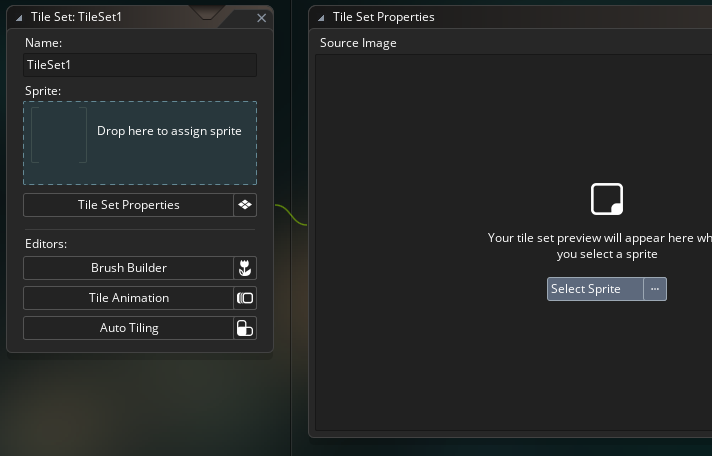 Tile Set: TileSet1
Name:
TileSet1
Sprite:
Drop here to assign sprite
Tile Set Properties
Editors:
Brush Builder
Tile Animation
Auto Tiling
Tile Set Properties
Source Image
Your tile set preview will appear here
you select a sprite
Select Sprite ...